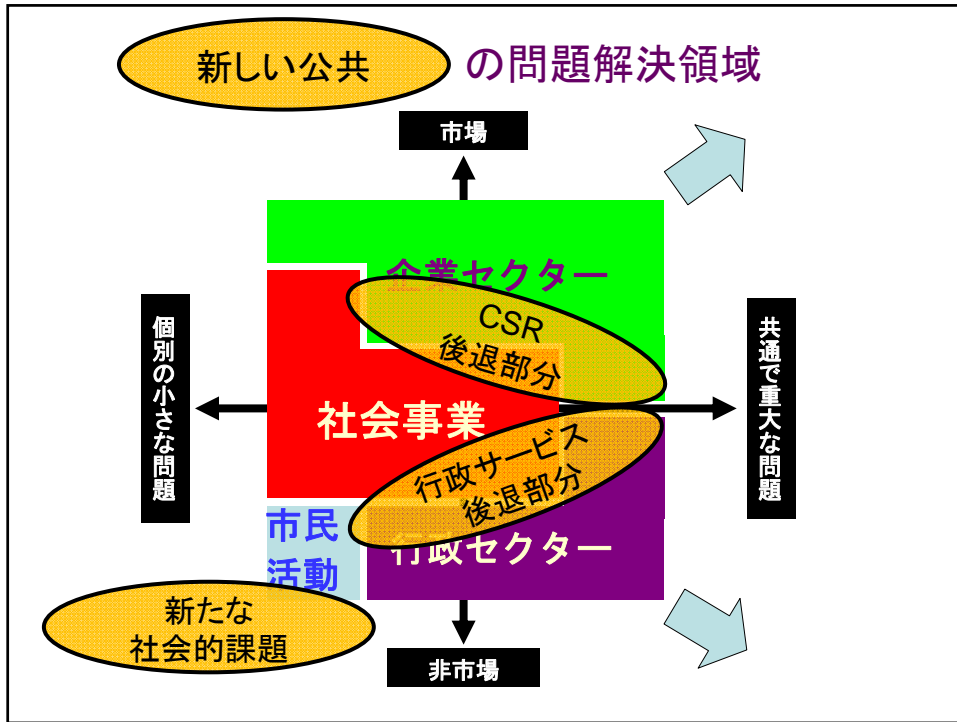 新しい公共 の問題解決領域
市場
企業セクター
CSR
後退部分
個別の小さな問題
共通で重大な問題
社会事業
行政サービス
後退部分
市民
活動
行政セクター
新たな
社会的課題
非市場